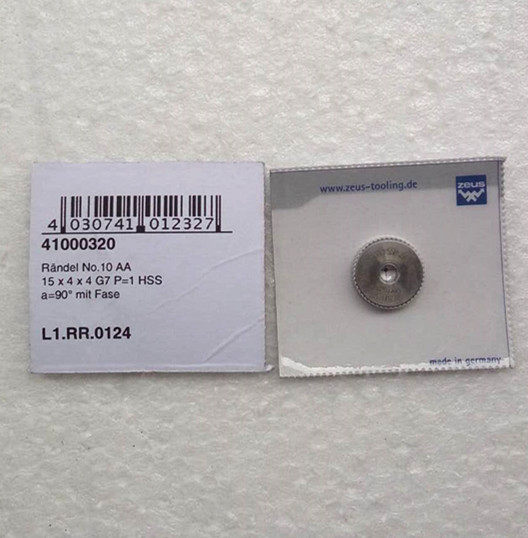 4 030741 012327
41000320
Rändel No.10 AA
15 x 4 x 4 G7 P=1 HSS
a=90° mit Fase
L1.RR.0124
www.zeus-tooling.de
zeus
made in germany